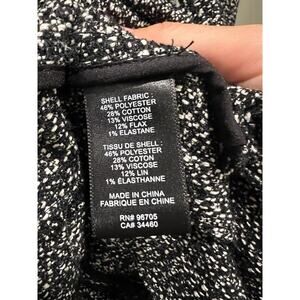 SHELL FABRIC :
46% POLYESTER
28% COTTON
13% VISCOSE
12% FLAX
1% ELASTANE
TISSU DE SHELL :
46% POLYESTER
28% COTON
13% VISCOSE
12% LIN
1% ÉLASTHANNE
MADE IN CHINA
FABRIQUE EN CHINE
RN# 96705
CA# 34460